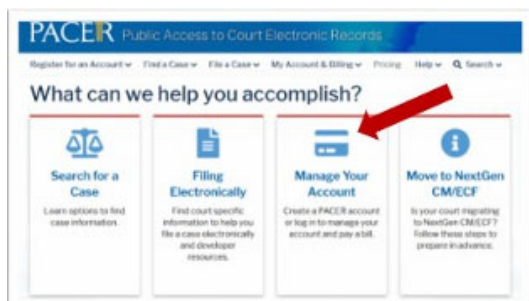 PACER Public Access to Court Electronic Records
Register for an Account Find a Case File a Case My Account & Billing Pricing Help Search
What can we help you accomplish?
Search for a
Case
Learn options to find
case information.
Filing
Electronically
Find court specific
information to help you
file a case electronically
and developer
resources.
Manage Your
Account
Create a PACER account
or log in to manage your
account and pay a bill.
Move to NextGen
CM/ECF
Is your court migrating
to NextGen CM/ECF?
Follow these steps to
prepare in advance.